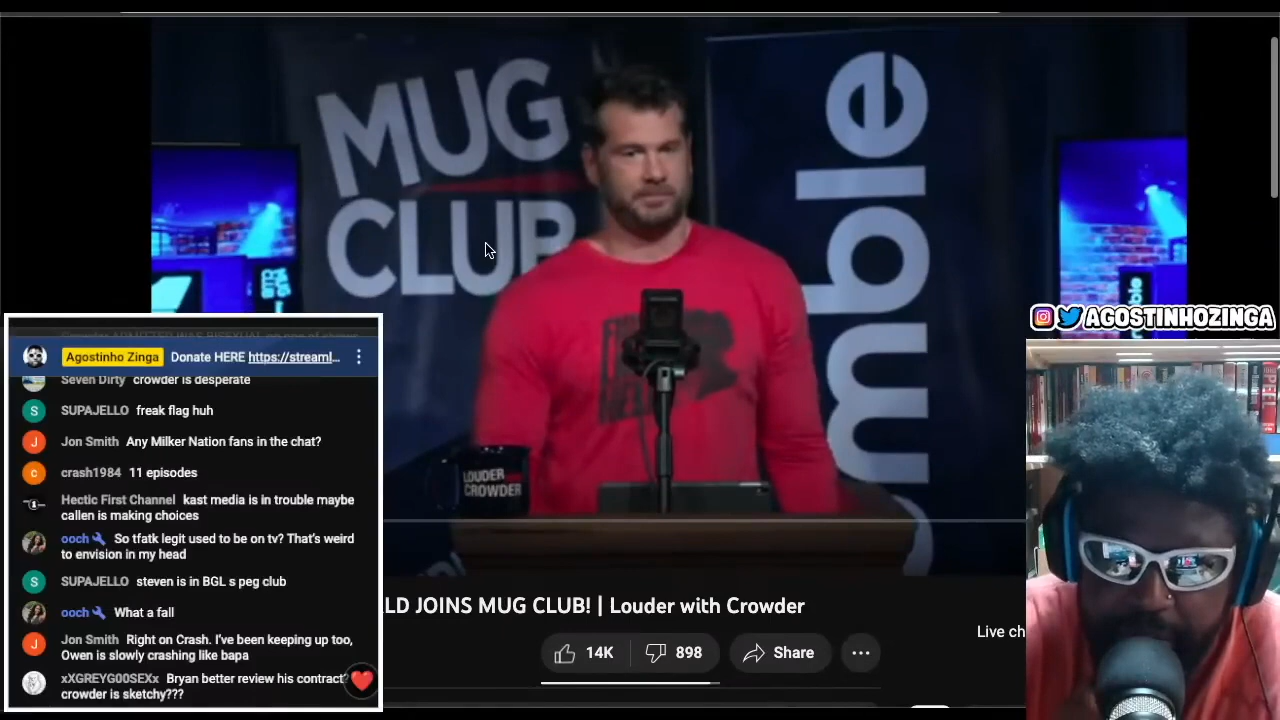 MUG
CLUB
mble
LOUDER
CROWDER
AGOSTINHOZINGA
Agostinho Zinga Donate HERE https://streaml...
Seven Dirty crowder is desperate
S SUPAJELLO freak flag huh
J Jon Smith Any Milker Nation fans in the chat?
c crash1984 11 episodes
Hectic First Channel kast media is in trouble maybe
callen is making choices
ooch So tfatk legit used to be on tv? That's weird
to envision in my head
S SUPAJELLO steven is in BGL s peg club
ooch What a fall
J Jon Smith Right on Crash. I've been keeping up too,
Owen is slowly crashing like bapa
xXGREYG00SEXx Bryan better review his contract?
crowder is sketchy???
LD JOINS MUG CLUB! | Louder with Crowder
14K 898 Share
Live ch